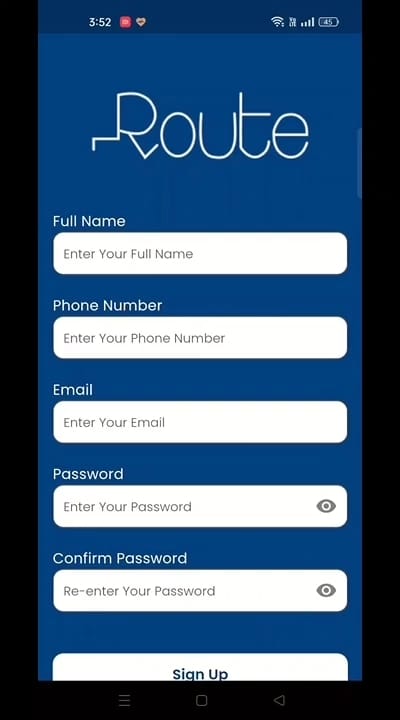 3:52
45
Route
Full Name
Enter Your Full Name
Phone Number
Enter Your Phone Number
Email
Enter Your Email
Password
Enter Your Password
Confirm Password
Re-enter Your Password
Sign Up